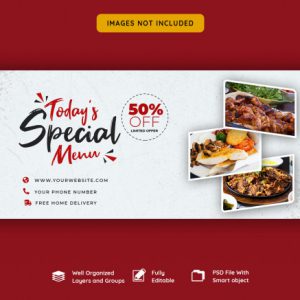 IMAGES NOT INCLUDED
Today's
Special
Menu
50%
OFF
LIMITED OFFER
WWW.YOURWEBSITE.COM
YOUR PHONE NUMBER
FREE HOME DELIVERY
Well Organized
Layers and Groups
Fully
Editable
PSD File With
Smart object